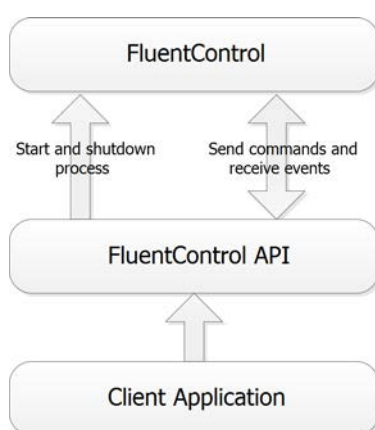 FluentControl
Start and shutdown
process
Send commands and
receive events
FluentControl API
Client Application